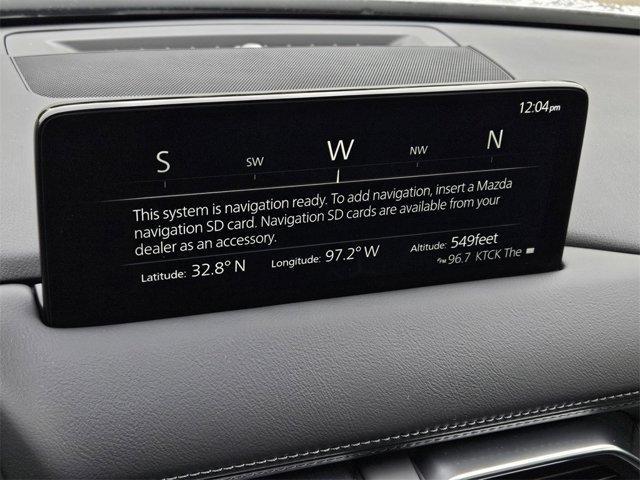 12:04pm
S SW W NW N
This system is navigation ready. To add navigation, insert a Mazda
navigation SD card. Navigation SD cards are available from your
dealer as an accessory.
Latitude: 32.8° N Longitude: 97.2° W Altitude: 549feet
FM 96.7 KTCK The